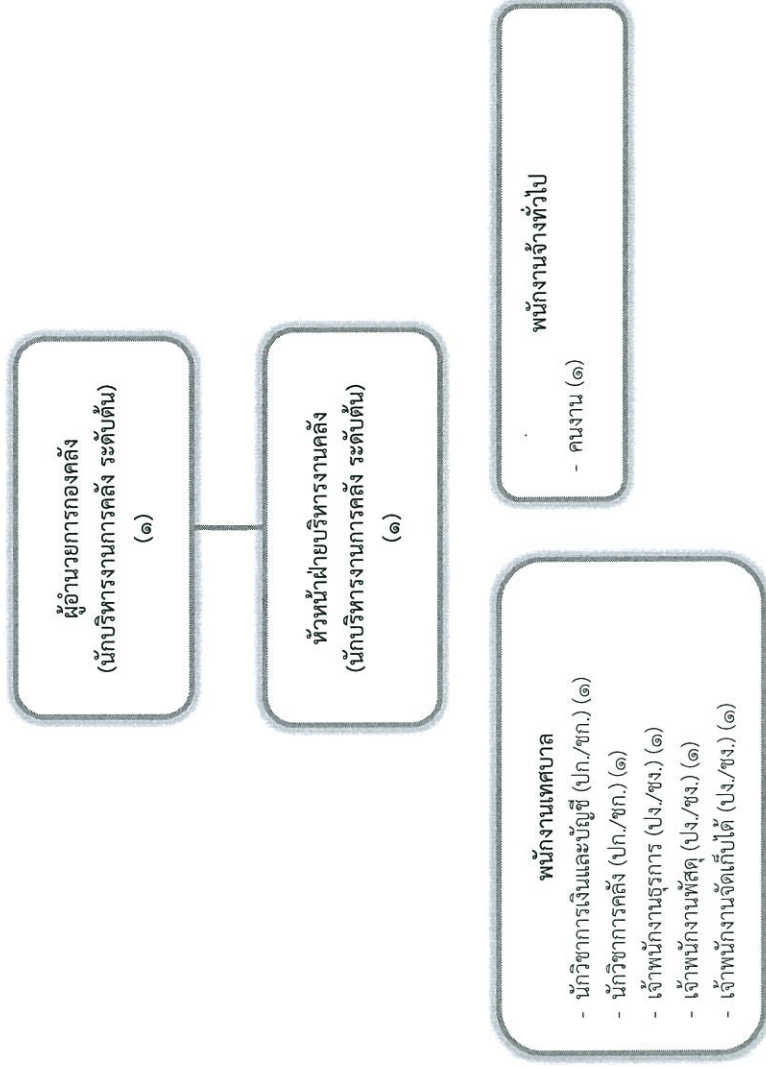 ผู้อำนวยการกองคลัง
(นักบริหารงานการคลัง ระดับต้น)
(๑)
หัวหน้าฝ่ายบริหารงานคลัง
(นักบริหารงานการคลัง ระดับต้น)
(๑)
พนักงานเทศบาล
- นักวิชาการเงินและบัญชี (ปก./ชก.) (๑)
- นักวิชาการคลัง (ปก./ชก.) (๑)
- เจ้าพนักงานธุรการ (ปง./ชง.) (๑)
- เจ้าพนักงานพัสดุ (ปง./ชง.) (๑)
- เจ้าพนักงานจัดเก็บได้ (ปง./ชง.) (๑)
พนักงานจ้างทั่วไป
- คนงาน (๑)